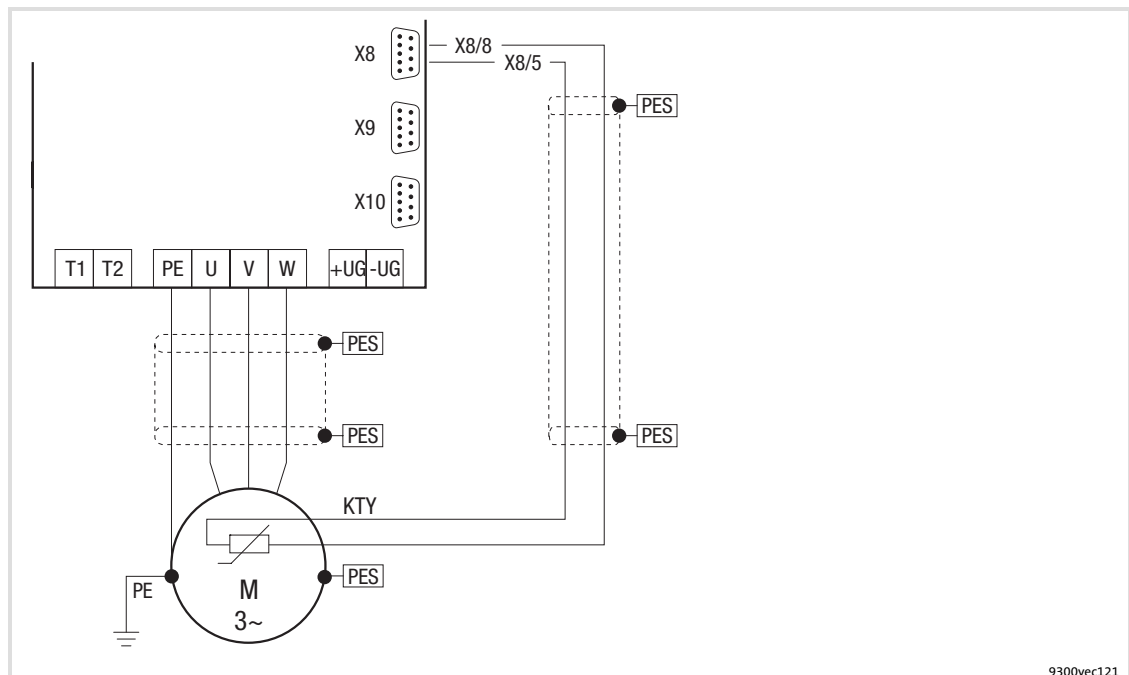 X8
X8/8
X8/5
PES
X9
X10
T1 T2 PE U V W +UG -UG
PES
PES
PES
KTY
PES
PE
M
3~
9300vec121